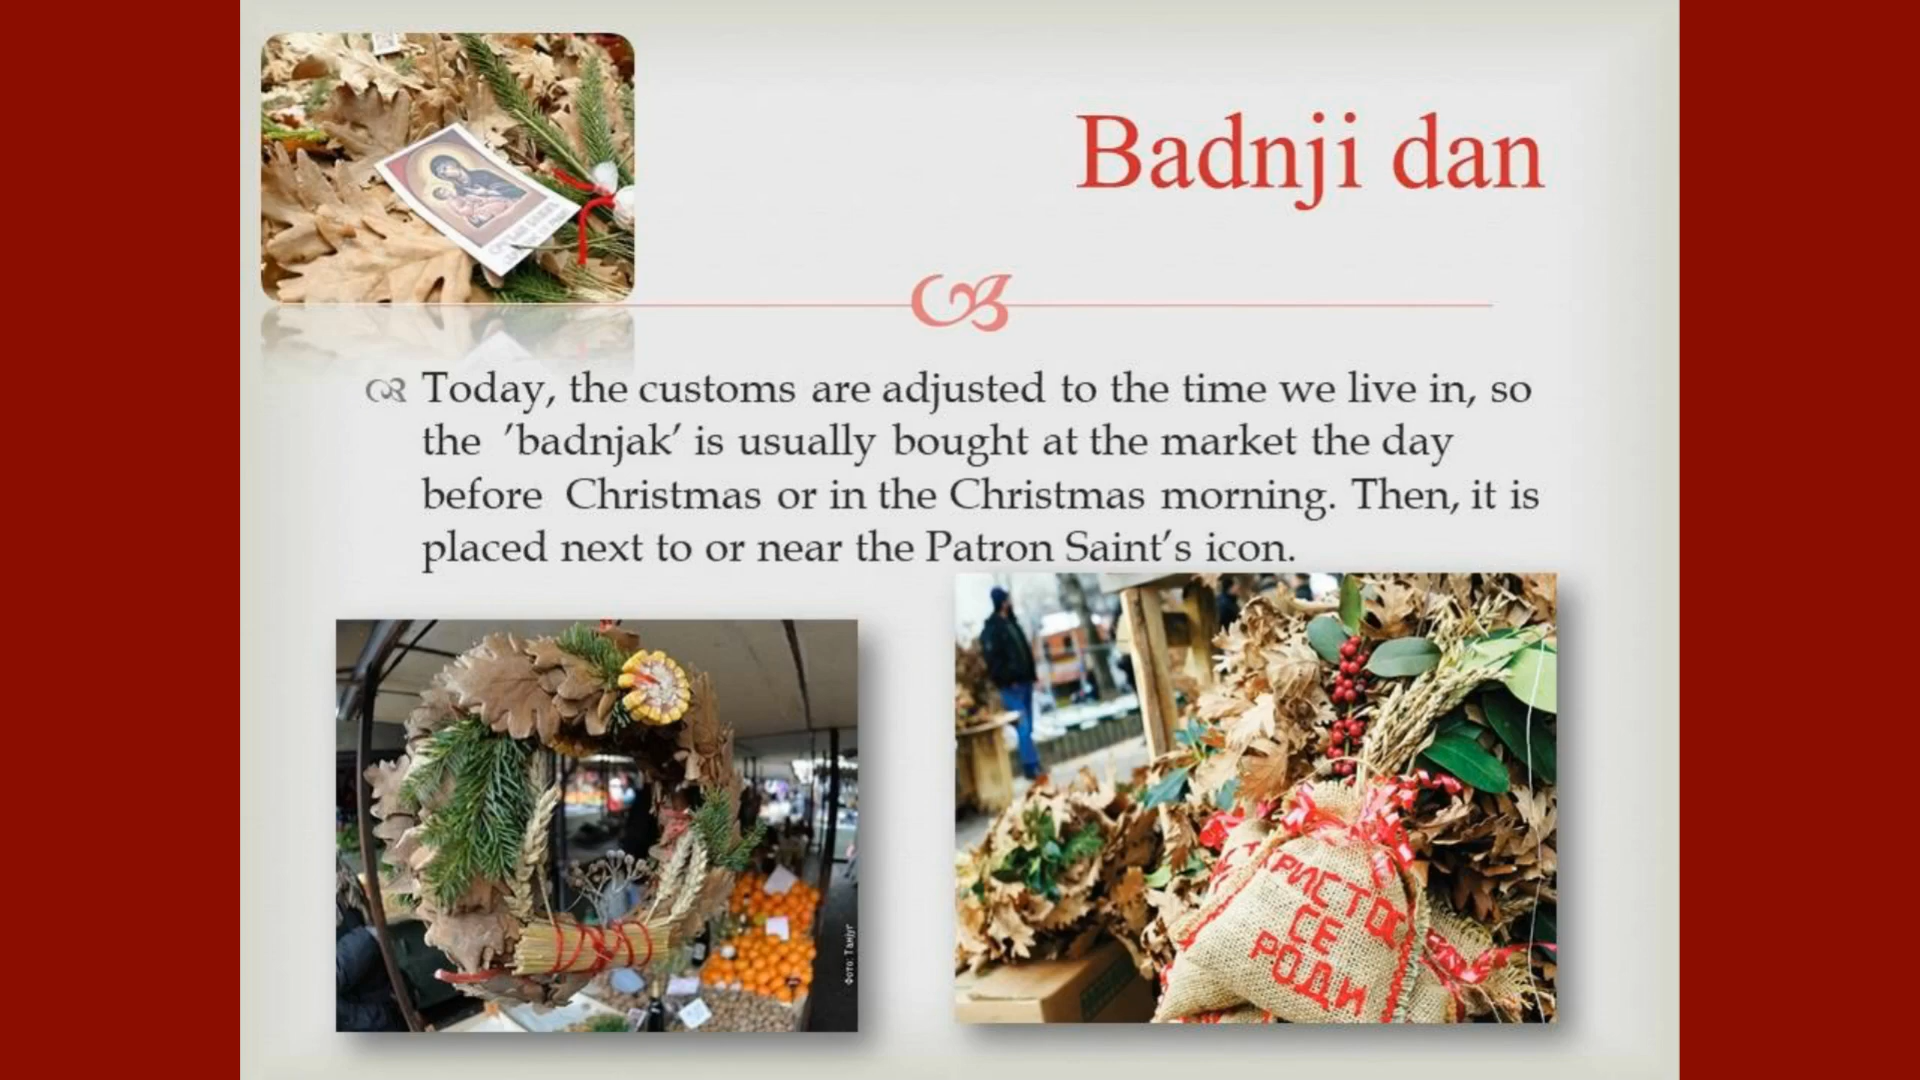 Badnji dan
Today, the customs are adjusted to the time we live in, so
the ’badnjak’ is usually bought at the market the day
before Christmas or in the Christmas morning. Then, it is
placed next to or near the Patron Saint’s icon.
Фото: Танјуг
ХРИСТОС
СЕ
РОДИ